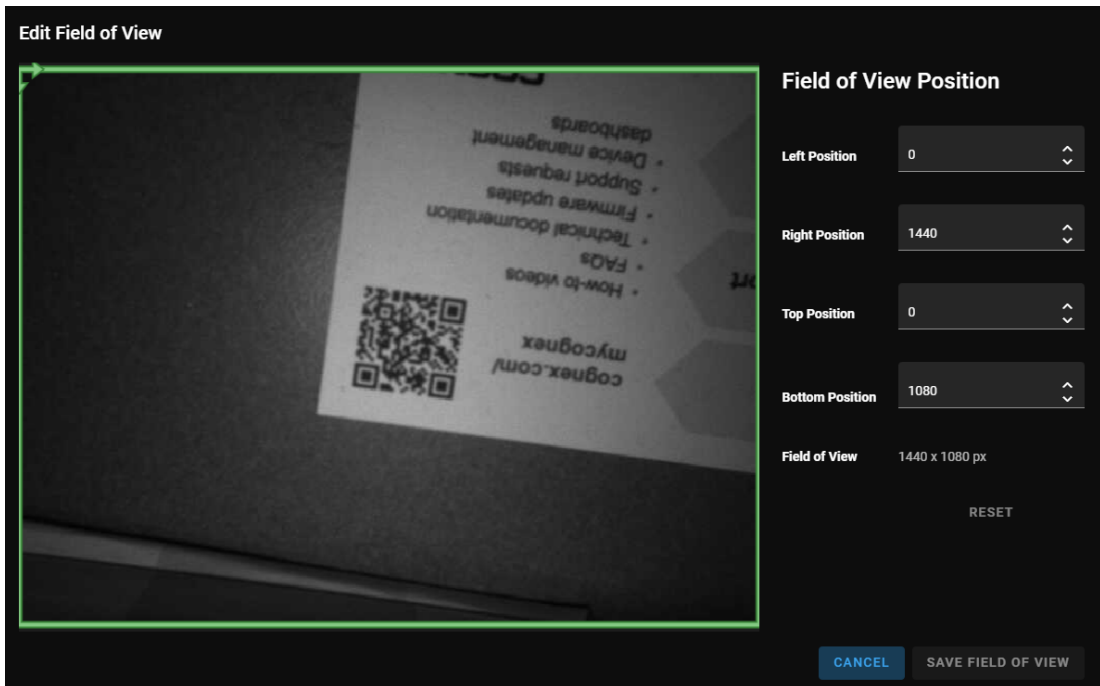 Edit Field of View
Field of View Position
Left Position
0
Right Position
1440
Top Position
0
Bottom Position
1080
Field of View
1440 x 1080 px
RESET
CANCEL
SAVE FIELD OF VIEW
cognex.com/
mycognex
• How-to videos
• FAQs
• Technical documentation
• Firmware updates
• Support requests
• Device management
dashboards